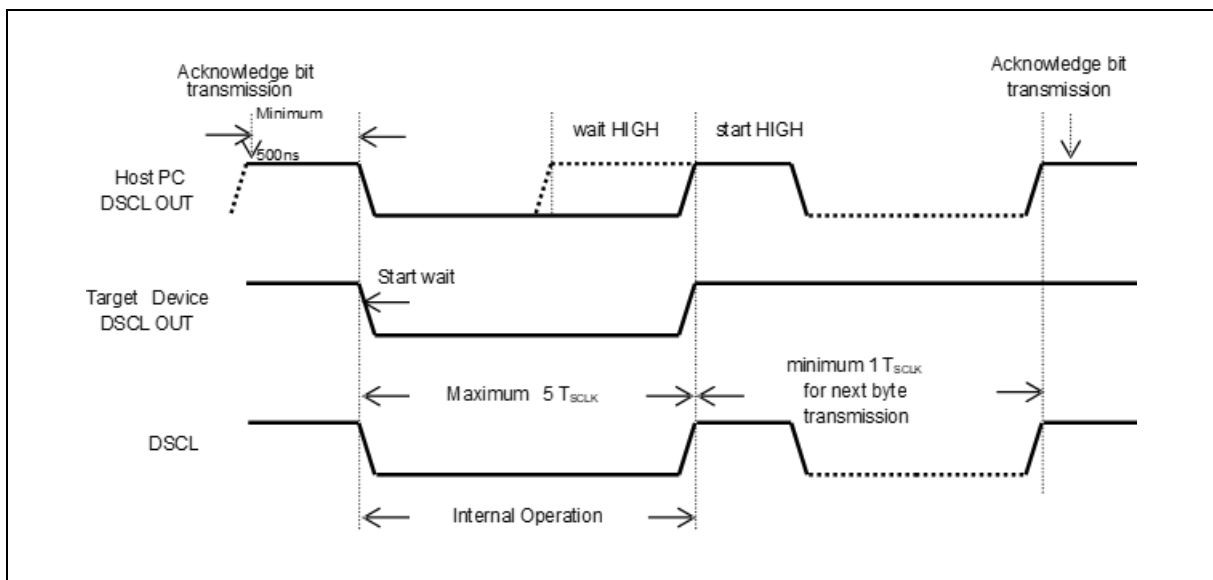 Acknowledge bit
transmission
Minimum
500ns
Acknowledge bit
transmission
wait HIGH
start HIGH
Host PC
DSCL OUT
Start wait
Target Device
DSCL OUT
Maximum 5 TSCLK
minimum 1 TSCLK
for next byte
transmission
DSCL
Internal Operation